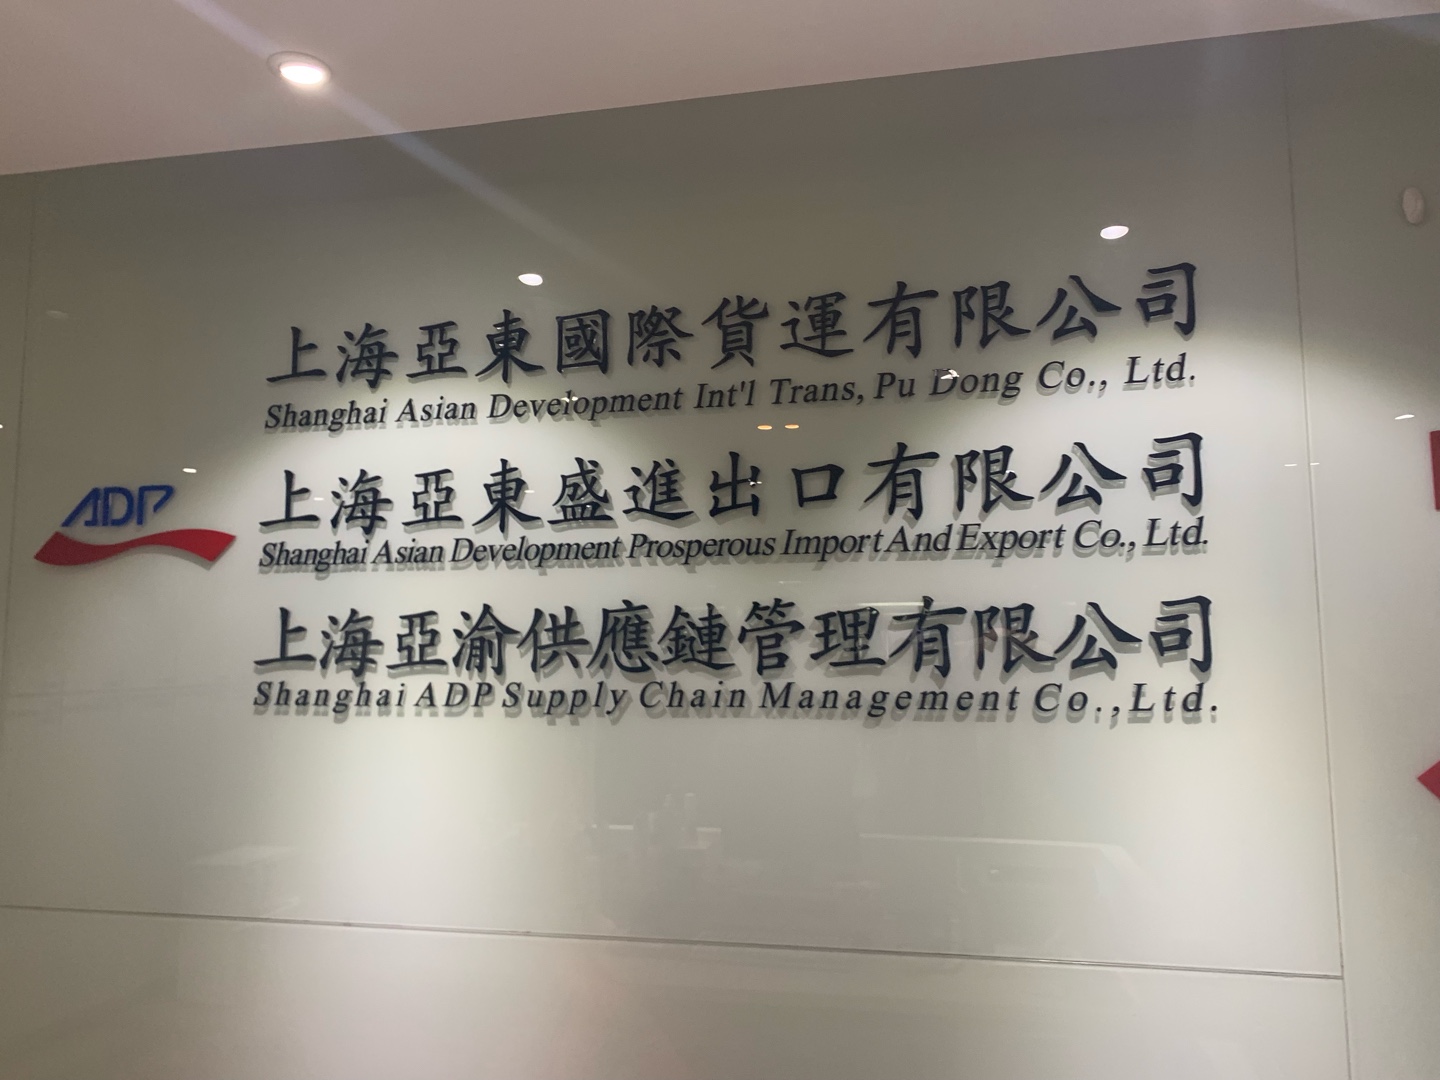 上海亞東國際貨運有限公司
Shanghai Asian Development Int'l Trans, Pu Dong Co., Ltd.
ADP
上海亞東盛進出口有限公司
Shanghai Asian Development Prosperous Import And Export Co., Ltd.
上海亞渝供應鏈管理有限公司
Shanghai ADP Supply Chain Management Co., Ltd.